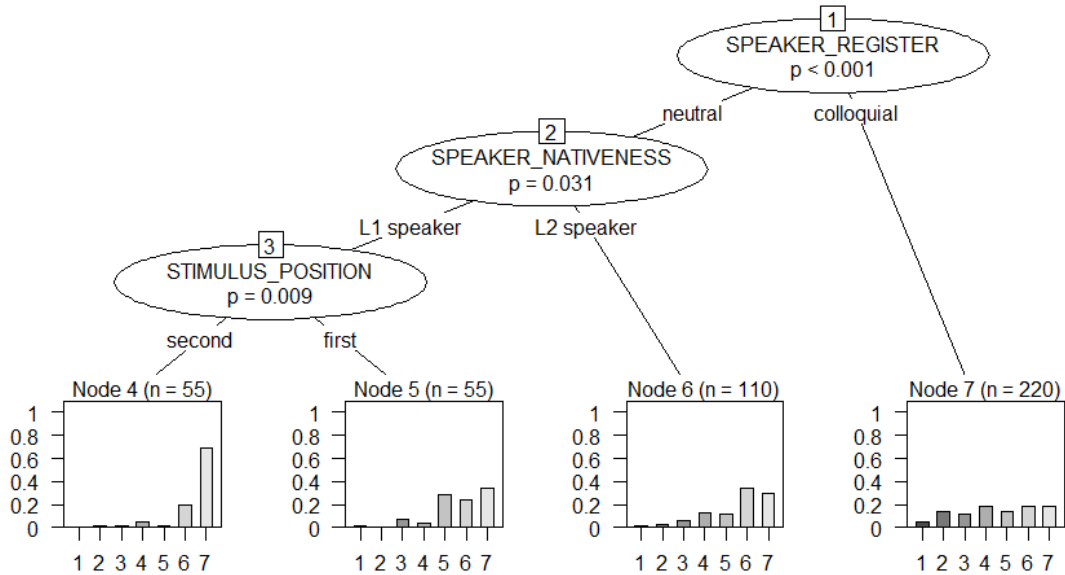 1
SPEAKER_REGISTER
p < 0.001
neutral
colloquial
2
SPEAKER_NATIVENESS
p = 0.031
L1 speaker
L2 speaker
3
STIMULUS_POSITION
p = 0.009
second
first
Node 4 (n = 55)
1
0.8
0.6
0.4
0.2
0
1 2 3 4 5 6 7
Node 5 (n = 55)
1
0.8
0.6
0.4
0.2
0
1 2 3 4 5 6 7
Node 6 (n = 110)
1
0.8
0.6
0.4
0.2
0
1 2 3 4 5 6 7
Node 7 (n = 220)
1
0.8
0.6
0.4
0.2
0
1 2 3 4 5 6 7